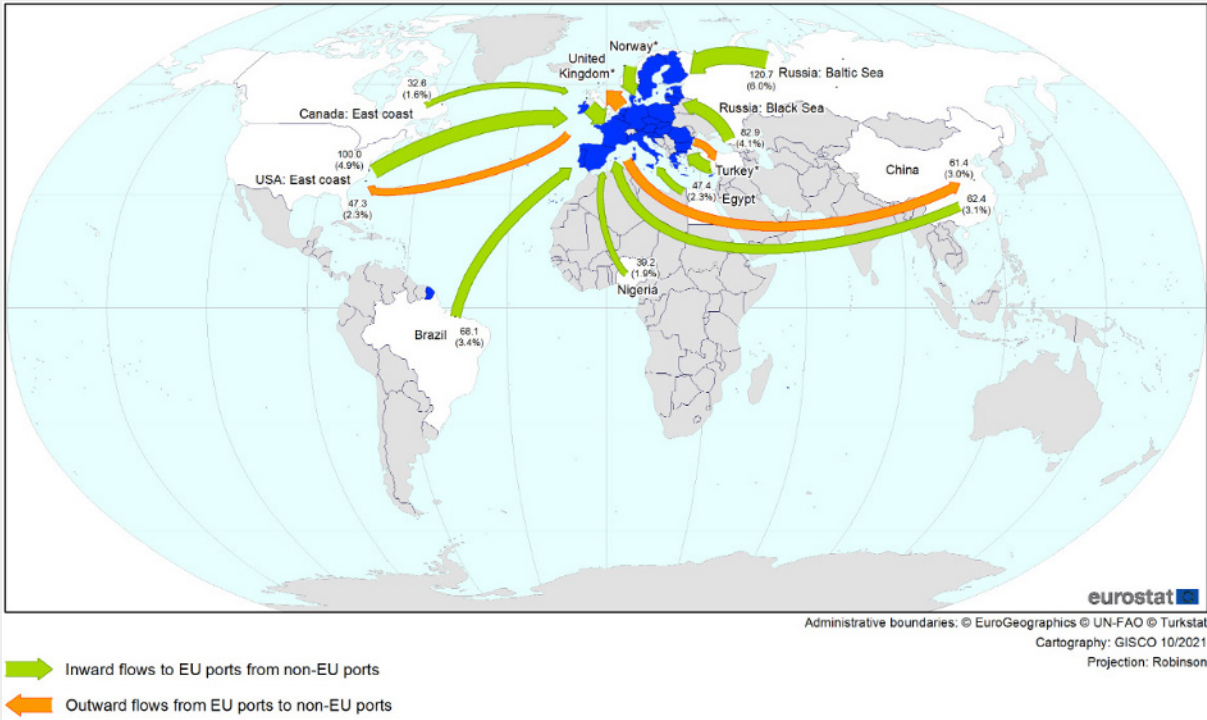 Norway*
United
Kingdom*
120.7
(6.0%)
Russia: Baltic Sea
32.6
(1.6%)
Canada: East coast
Russia: Black Sea
82.9
(4.1%)
100.0
(4.9%)
USA: East coast
47.3
(2.3%)
Turkey*
47.4
(2.3%)
Egypt
China
61.4
(3.0%)
62.4
(3.1%)
39.2
(1.9%)
Nigeria
Brazil
68.1
(3.4%)
eurostat
Administrative boundaries: © EuroGeographics © UN-FAO © Turkstat
Cartography: GISCO 10/2021
Projection: Robinson
Inward flows to EU ports from non-EU ports
Outward flows from EU ports to non-EU ports